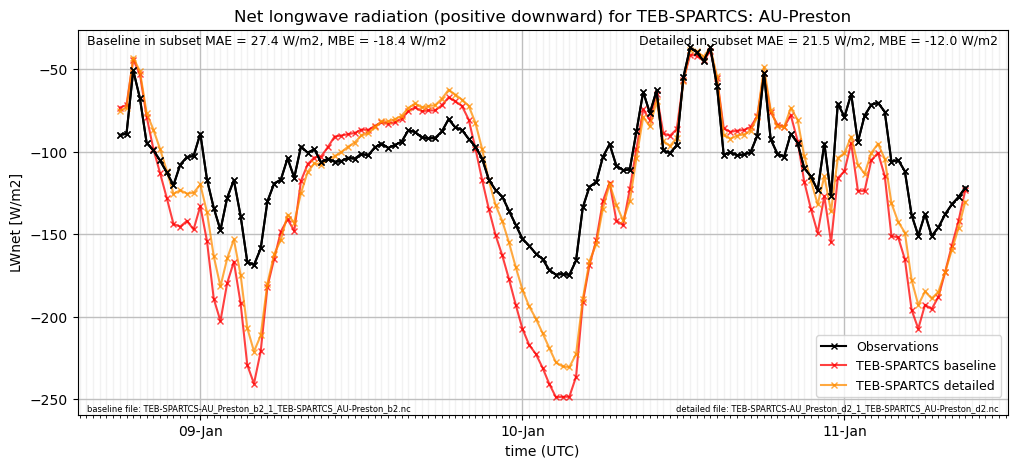 Net longwave radiation (positive downward) for TEB-SPARTCS: AU-Preston
Baseline in subset MAE = 27.4 W/m2, MBE = -18.4 W/m2
Detailed in subset MAE = 21.5 W/m2, MBE = -12.0 W/m2
LWnet [W/m2]
−50
−100
−150
−200
−250
Observations
TEB-SPARTCS baseline
TEB-SPARTCS detailed
baseline file: TEB-SPARTCS-AU_Preston_b2_1_TEB-SPARTCS_AU-Preston_b2.nc
detailed file: TEB-SPARTCS-AU_Preston_d2_1_TEB-SPARTCS_AU-Preston_d2.nc
09-Jan
10-Jan
11-Jan
time (UTC)